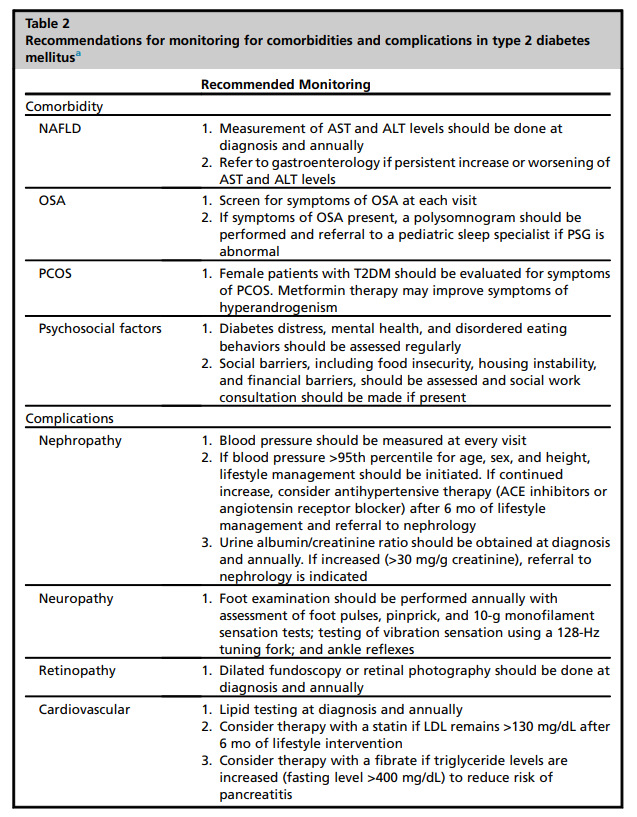 Table 2
Recommendations for monitoring for comorbidities and complications in type 2 diabetes
mellitusa
Recommended Monitoring
Comorbidity
NAFLD
1. Measurement of AST and ALT levels should be done at
diagnosis and annually
2. Refer to gastroenterology if persistent increase or worsening of
AST and ALT levels
OSA
1. Screen for symptoms of OSA at each visit
2. If symptoms of OSA present, a polysomnogram should be
performed and referral to a pediatric sleep specialist if PSG is
abnormal
PCOS
1. Female patients with T2DM should be evaluated for symptoms
of PCOS. Metformin therapy may improve symptoms of
hyperandrogenism
Psychosocial factors
1. Diabetes distress, mental health, and disordered eating
behaviors should be assessed regularly
2. Social barriers, including food insecurity, housing instability,
and financial barriers, should be assessed and social work
consultation should be made if present
Complications
Nephropathy
1. Blood pressure should be measured at every visit
2. If blood pressure >95th percentile for age, sex, and height,
lifestyle management should be initiated. If continued
increase, consider antihypertensive therapy (ACE inhibitors or
angiotensin receptor blocker) after 6 mo of lifestyle
management and referral to nephrology
3. Urine albumin/creatinine ratio should be obtained at diagnosis
and annually. If increased (>30 mg/g creatinine), referral to
nephrology is indicated
Neuropathy
1. Foot examination should be performed annually with
assessment of foot pulses, pinprick, and 10-g monofilament
sensation tests; testing of vibration sensation using a 128-Hz
tuning fork; and ankle reflexes
Retinopathy
1. Dilated fundoscopy or retinal photography should be done at
diagnosis and annually
Cardiovascular
1. Lipid testing at diagnosis and annually
2. Consider therapy with a statin if LDL remains >130 mg/dL after
6 mo of lifestyle intervention
3. Consider therapy with a fibrate if triglyceride levels are
increased (fasting level >400 mg/dL) to reduce risk of
pancreatitis